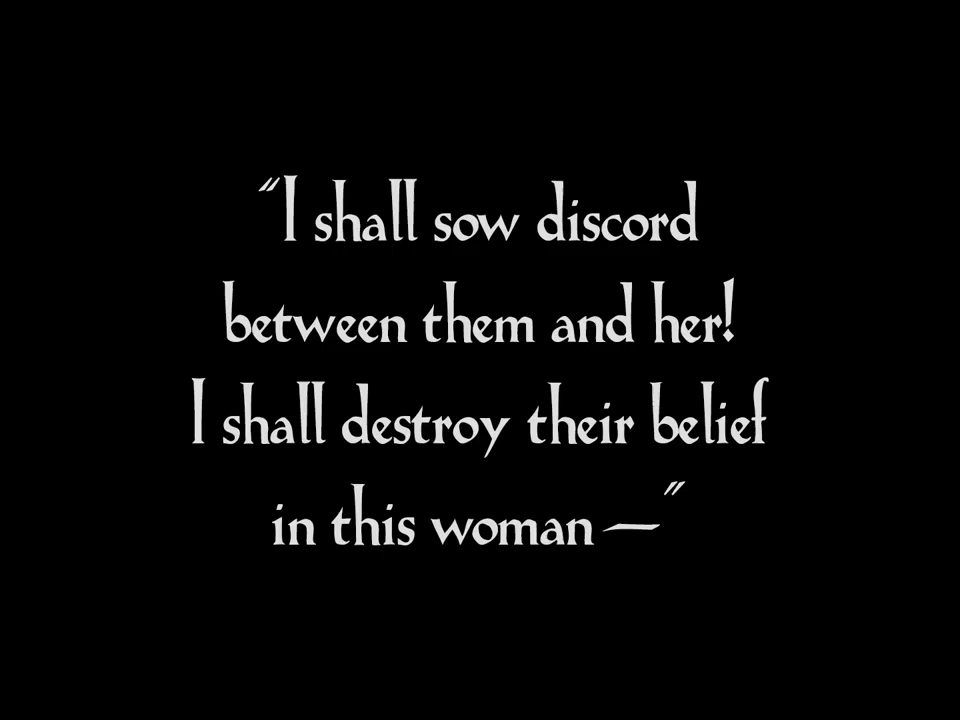 “I shall sow discord
between them and her!
I shall destroy their belief
in this woman—”